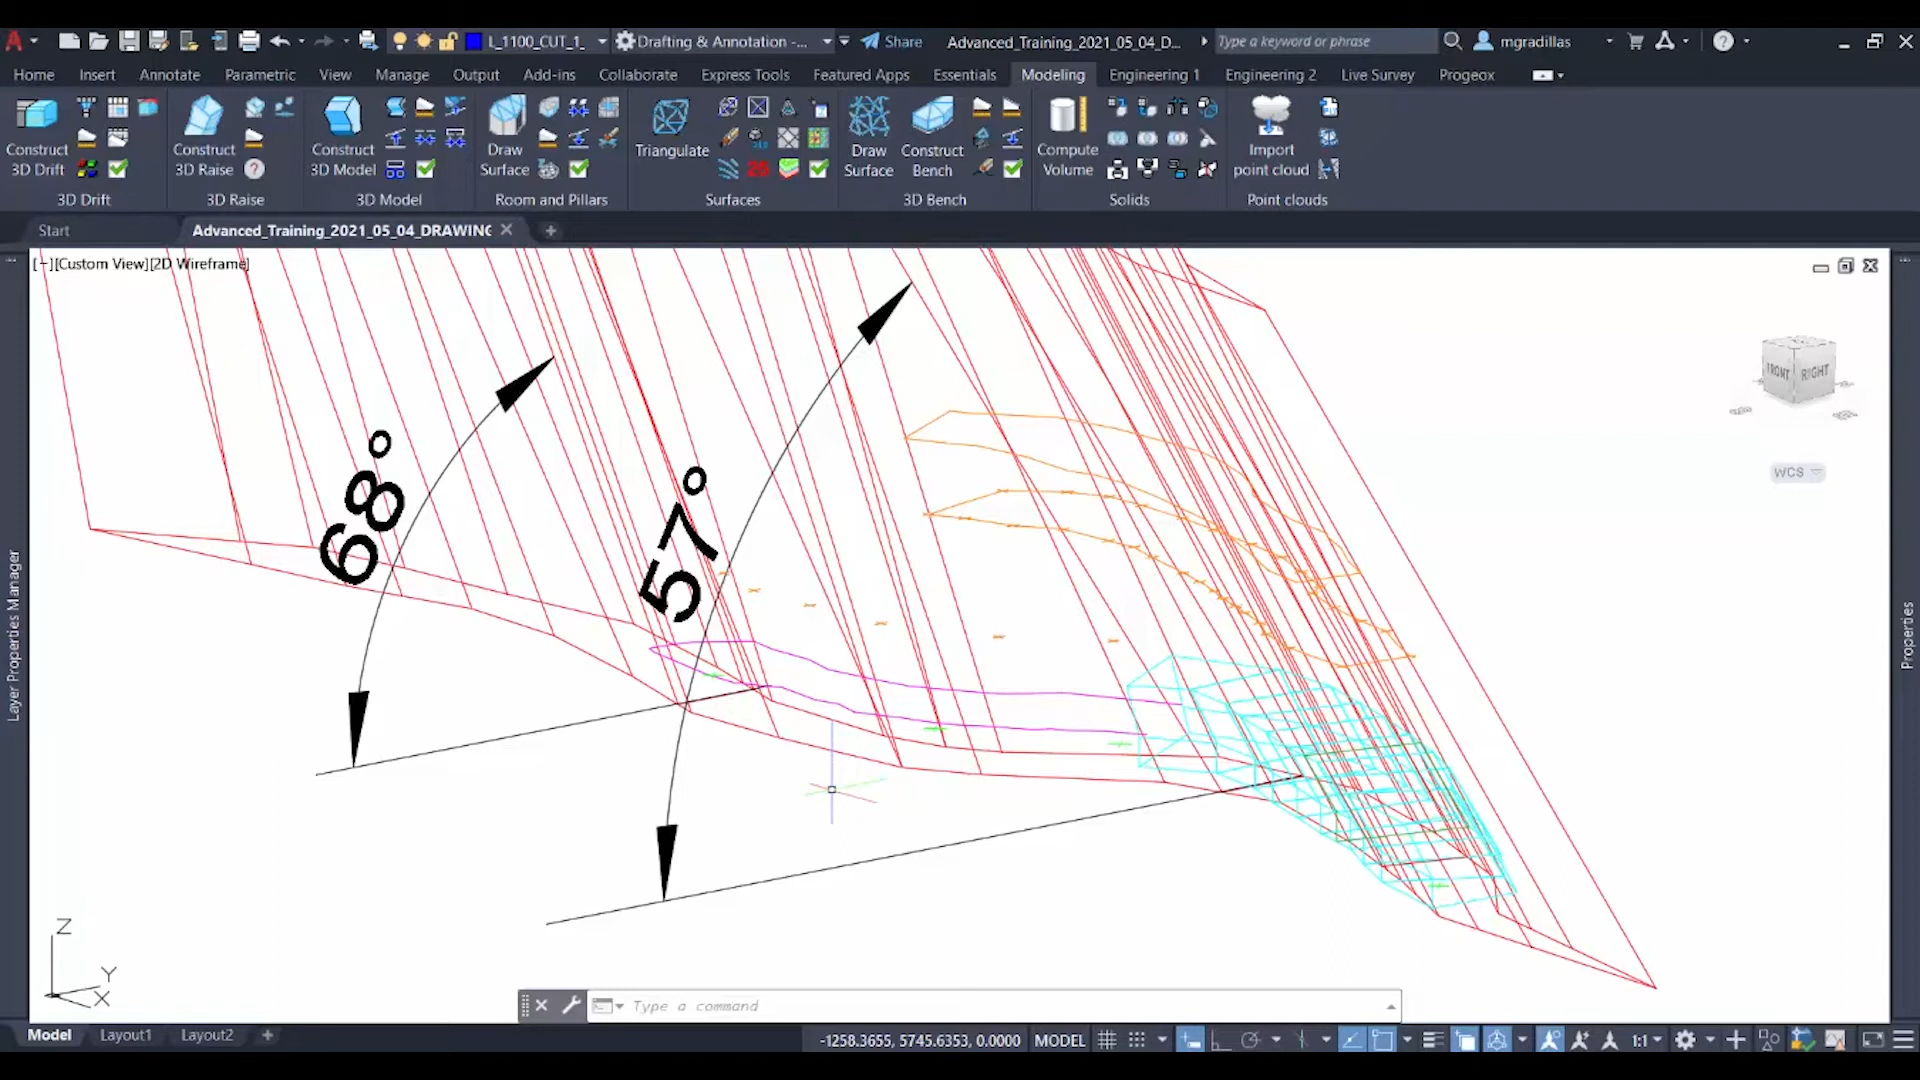 L_1100_CUT_1_ Drafting & Annotation -... Share Advanced_Training_2021_05_04_D... Type a keyword or phrase mgradillas
Home Insert Annotate Parametric View Manage Output Add-ins Collaborate Express Tools Featured Apps Essentials Modeling Engineering 1 Engineering 2 Live Survey Progeox
Construct 3D Drift
Construct 3D Raise
Construct 3D Model
Draw Surface
Triangulate
Draw Surface
Construct Bench
Compute Volume
Import point cloud
3D Drift 3D Raise 3D Model Room and Pillars Surfaces 3D Bench Solids Point clouds
Start Advanced_Training_2021_05_04_DRAWING
[-][Custom View][2D Wireframe]
FRONT RIGHT
WCS
68°
57°
Layer Properties Manager
Properties
Z
Y
X
Type a command
Model Layout1 Layout2
-1258.3655, 5745.6353, 0.0000 MODEL 1:1